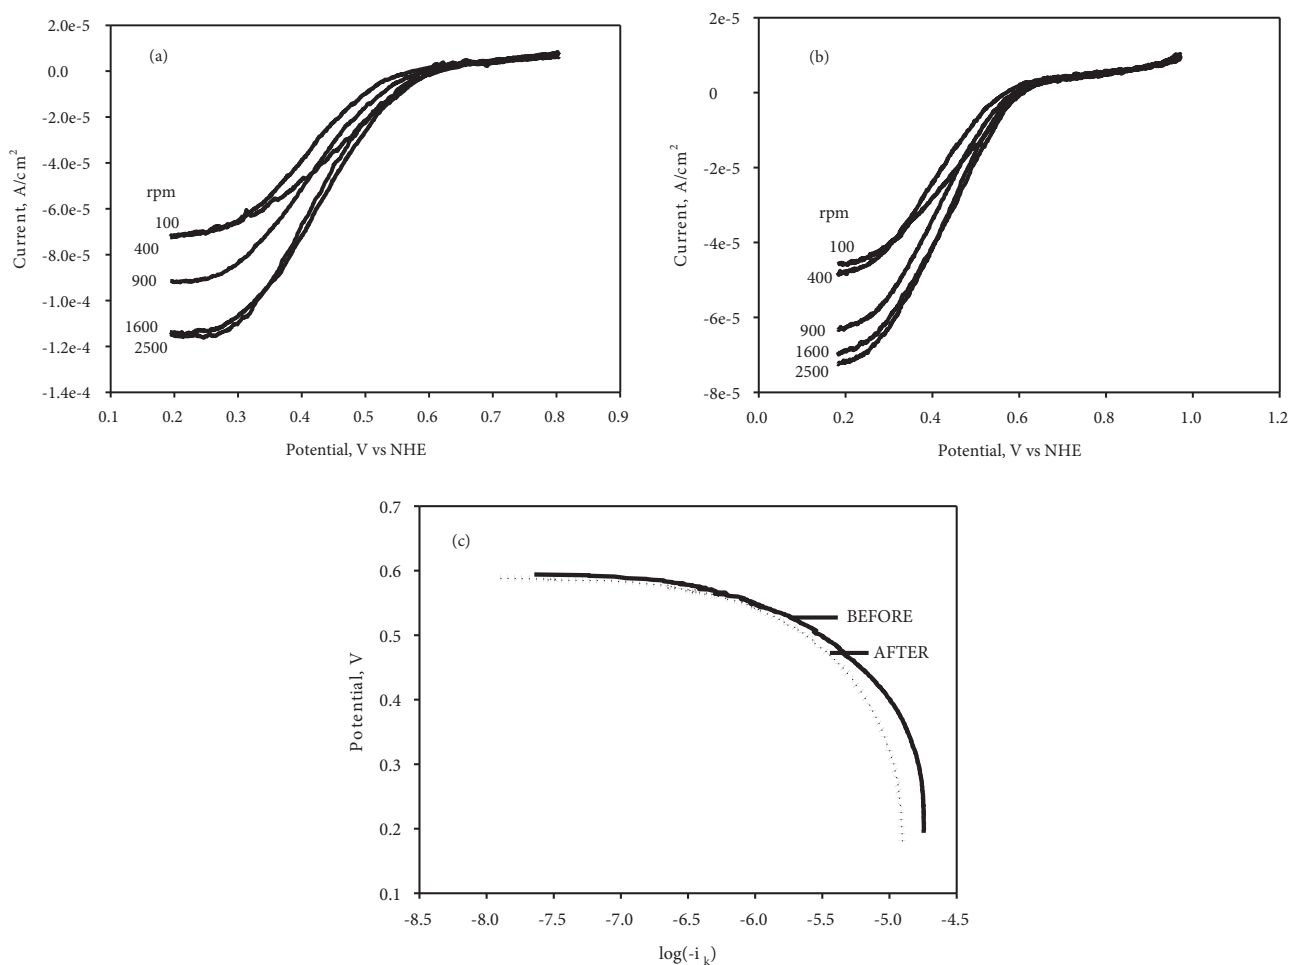 (a)
2.0e-5
0.0
-2.0e-5
-4.0e-5
-6.0e-5
-8.0e-5
-1.0e-4
-1.2e-4
-1.4e-4
Current, A/cm2
rpm
100
400
900
1600
2500
0.1 0.2 0.3 0.4 0.5 0.6 0.7 0.8 0.9
Potential, V vs NHE
(b)
2e-5
0
-2e-5
-4e-5
-6e-5
-8e-5
Current, A/cm2
rpm
100
400
900
1600
2500
0.0 0.2 0.4 0.6 0.8 1.0 1.2
Potential, V vs NHE
(c)
0.7
0.6
0.5
0.4
0.3
0.2
0.1
Potential, V
BEFORE
AFTER
-8.5 -8.0 -7.5 -7.0 -6.5 -6.0 -5.5 -5.0 -4.5
log(-i k)